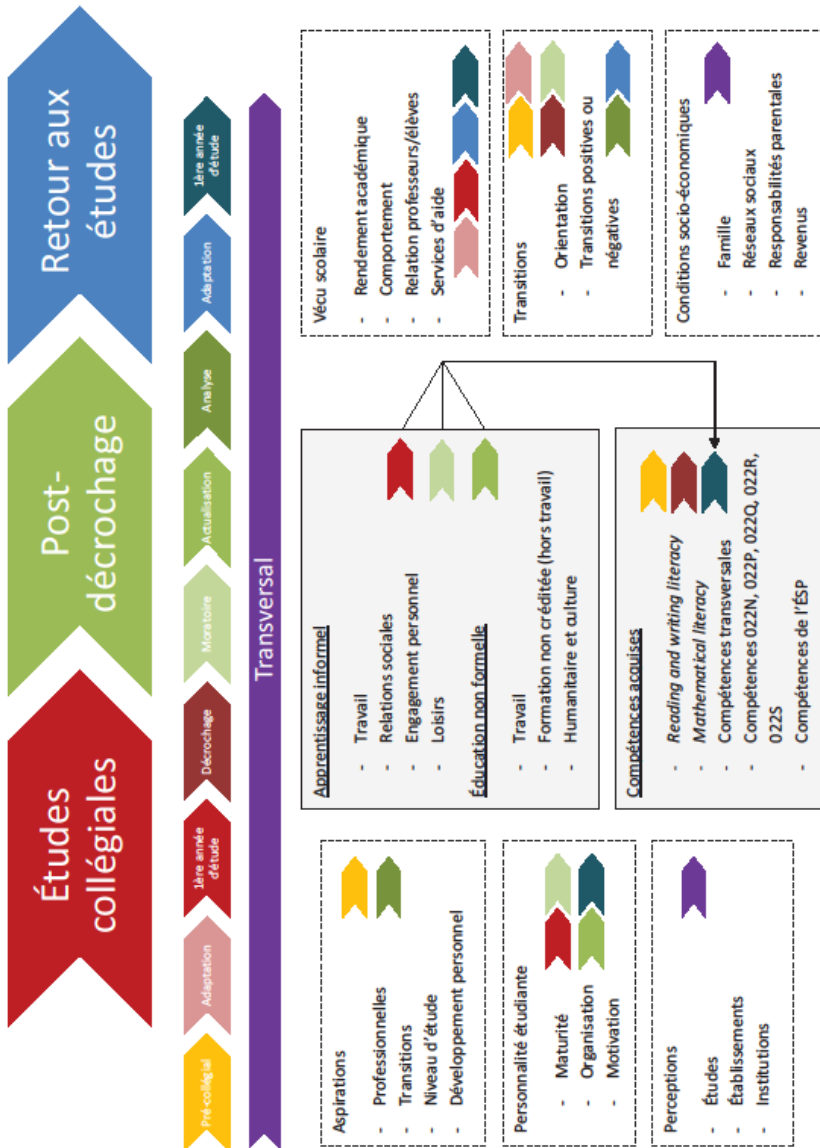 Études
collégiales
Post-
décrochage
Retour aux
études
Pré-collégial
Adaptation
1ère année
d'étude
Décrochage
Moratoire
Actualisation
Analyse
Adaptation
1ère année
d'étude
Transversal
Aspirations
- Professionnelles
- Transitions
- Niveau d'étude
- Développement personnel
Personnalité étudiante
- Maturité
- Organisation
- Motivation
Perceptions
- Études
- Établissements
- Institutions
Apprentissage informel
- Travail
- Relations sociales
- Engagement personnel
- Loisirs
Éducation non formelle
- Travail
- Formation non créditée (hors travail)
- Humanitaire et culture
Compétences acquises
- Reading and writing literacy
- Mathematical literacy
- Compétences transversales
- Compétences 022N, 022P, 022Q, 022R,
022S
- Compétences de l'ÉSP
Vécu scolaire
- Rendement académique
- Comportement
- Relation professeurs/élèves
- Services d'aide
Transitions
- Orientation
- Transitions positives ou
négatives
Conditions socio-économiques
- Famille
- Réseaux sociaux
- Responsabilités parentales
- Revenus